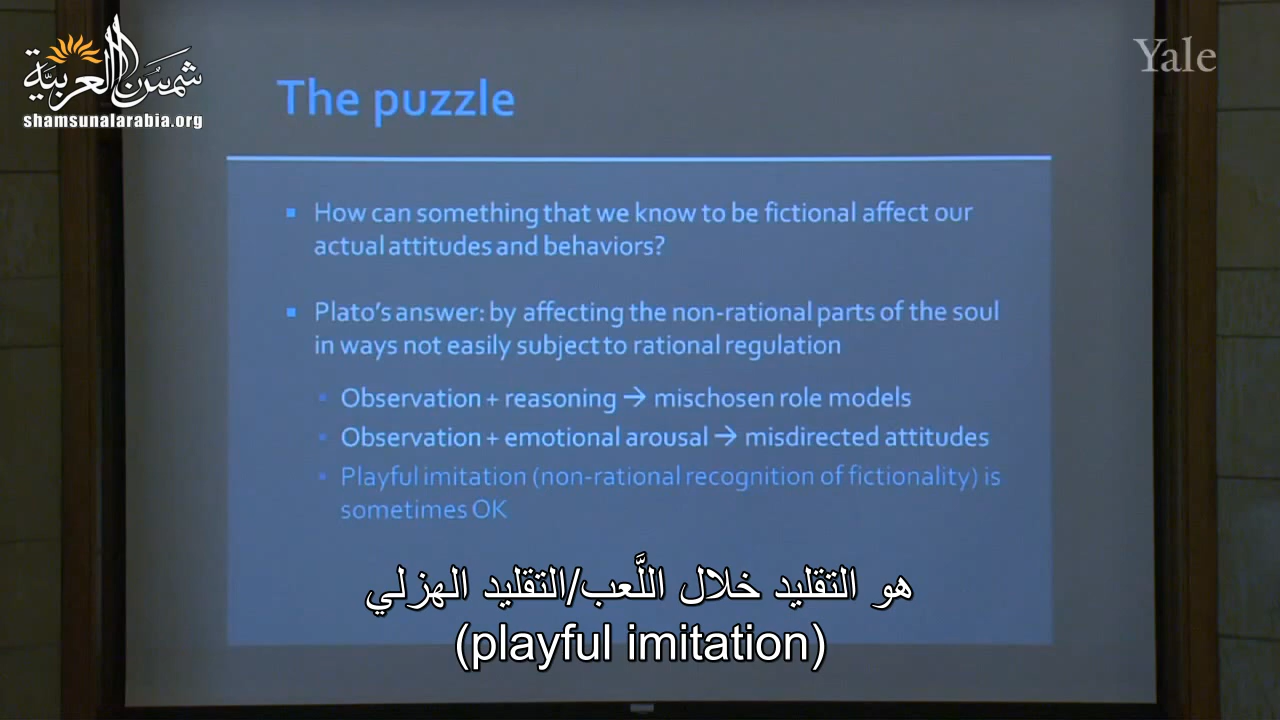 شمسُن العربيّة
shamsunalarabia.org
Yale
The puzzle
▪ How can something that we know to be fictional affect our
actual attitudes and behaviors?
▪ Plato's answer: by affecting the non-rational parts of the soul
in ways not easily subject to rational regulation
▪ Observation + reasoning → mischosen role models
▪ Observation + emotional arousal → misdirected attitudes
▪ Playful imitation (non-rational recognition of fictionality) is
sometimes OK
هو التقليد خلال اللَّعب/التقليد الهزلي
(playful imitation)